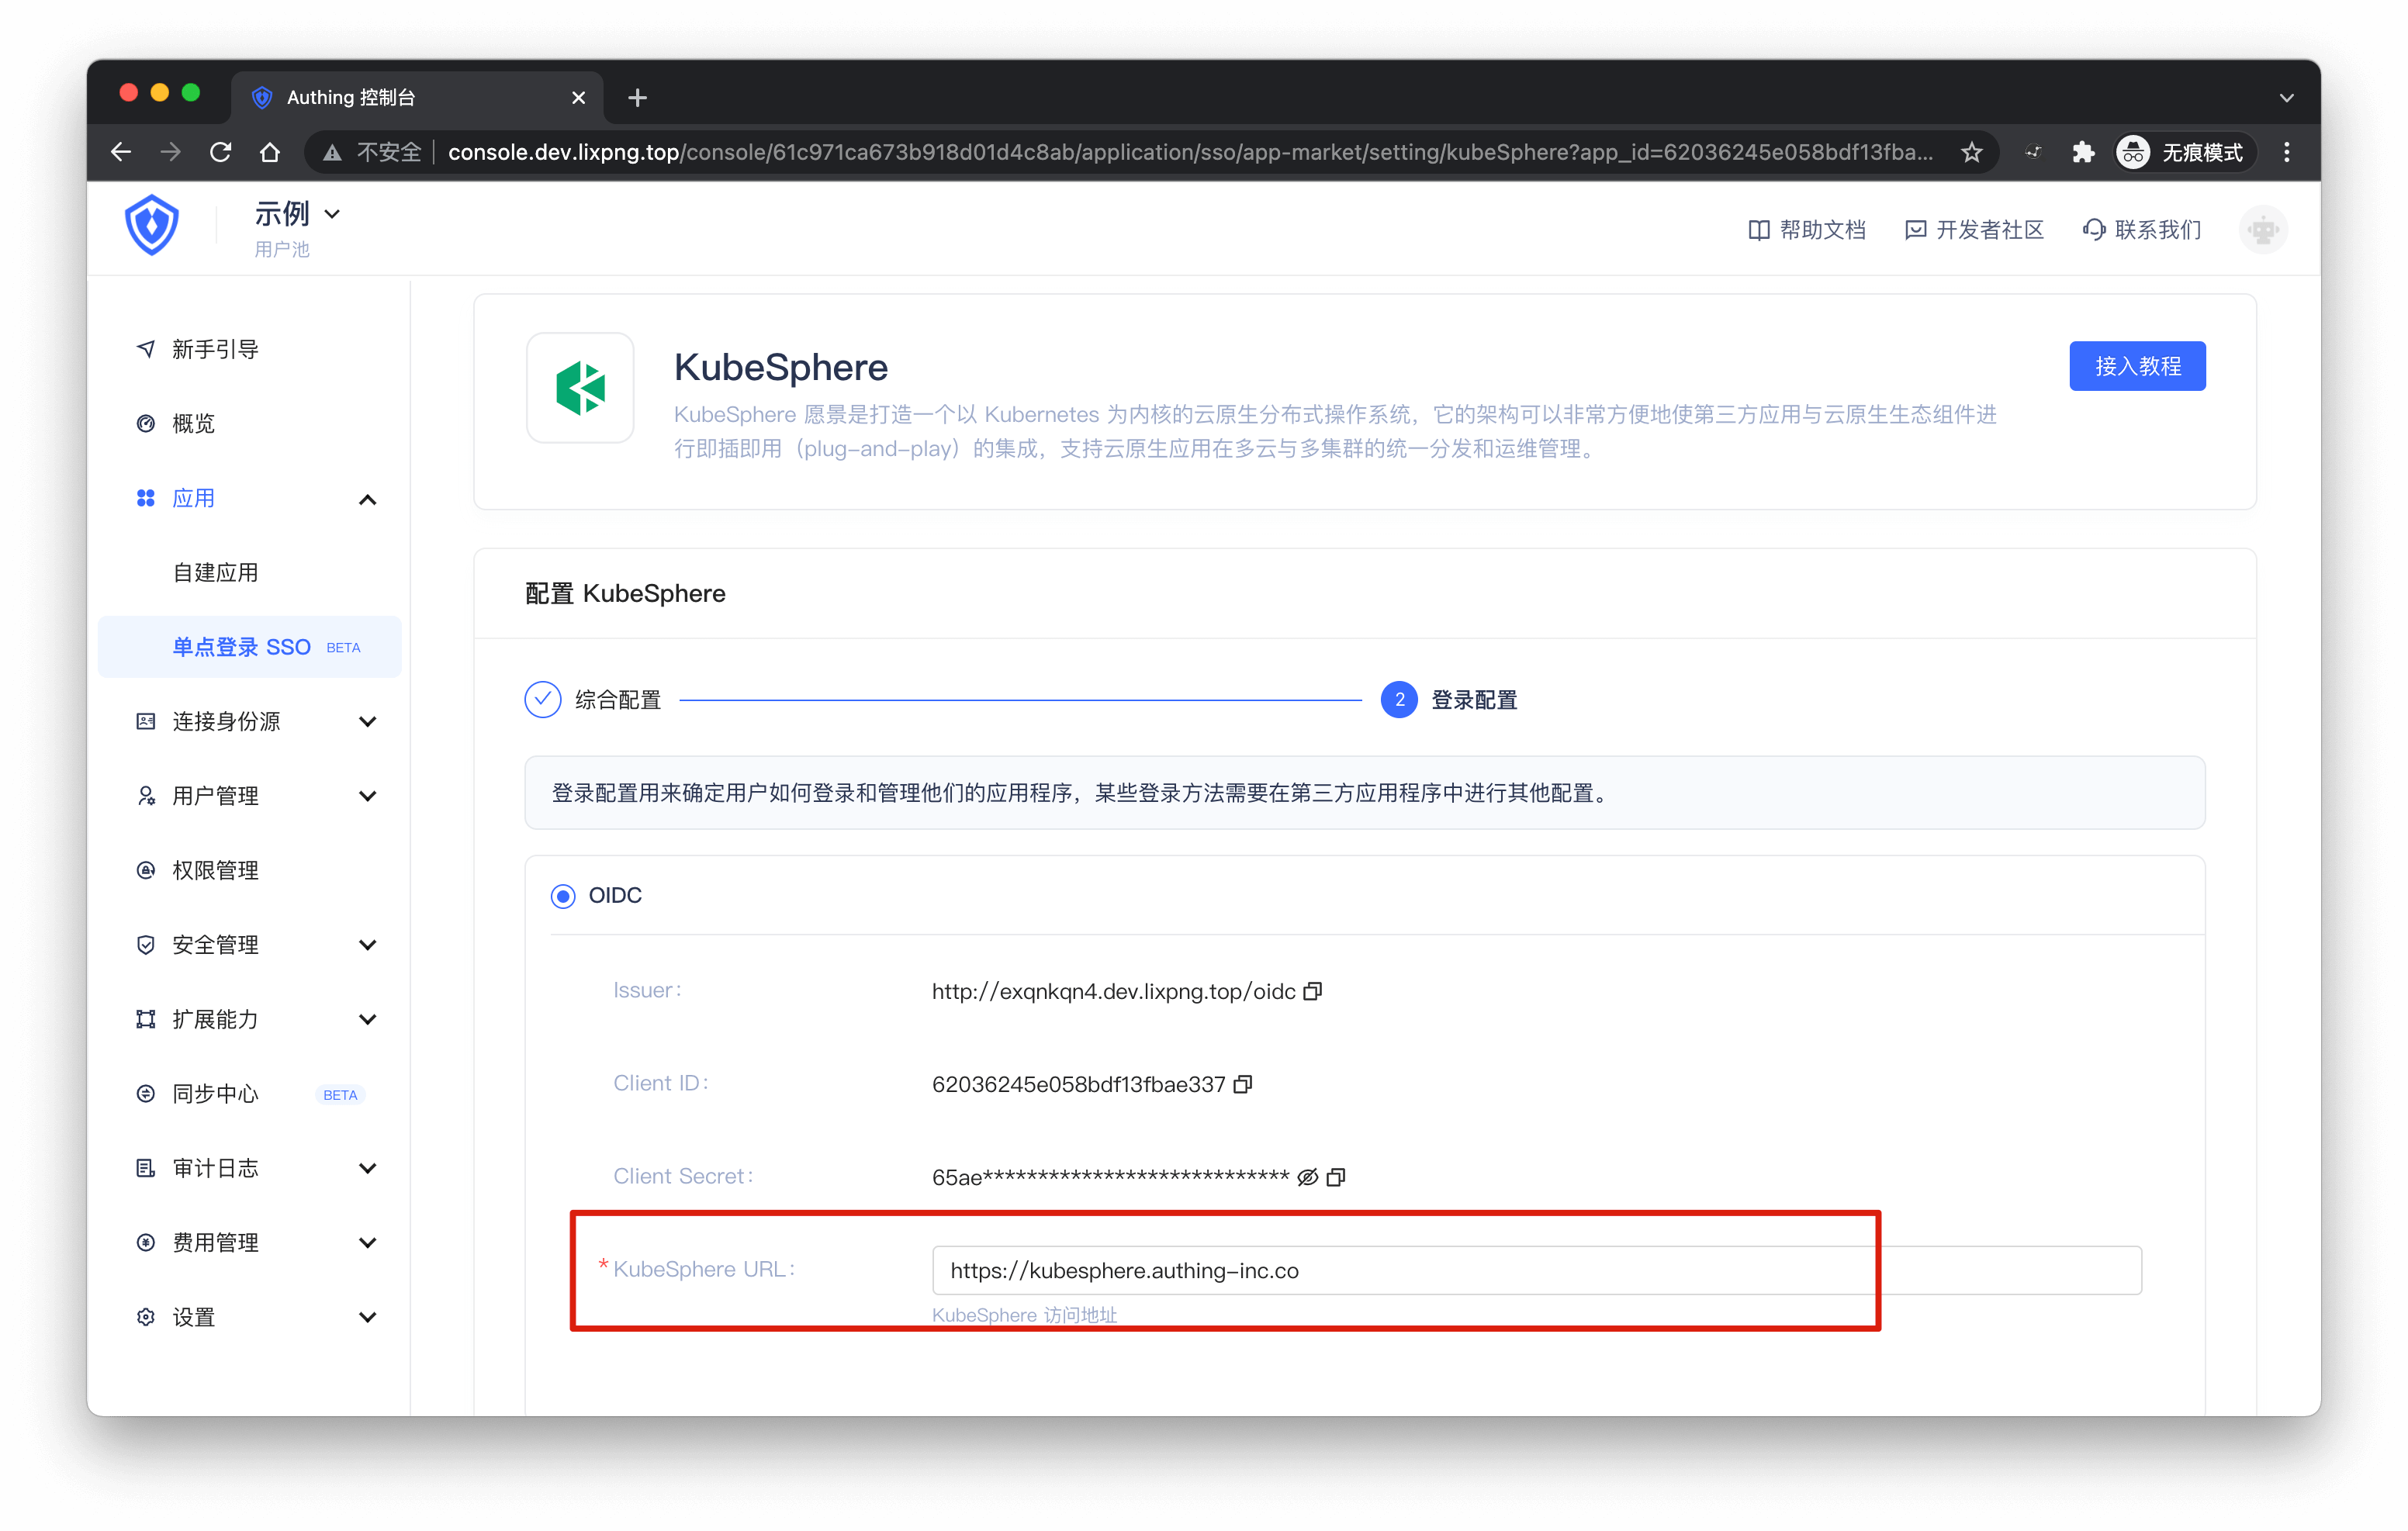 Authing 控制台
不安全 console.dev.lixpng.top/console/61c971ca673b918d01d4c8ab/application/sso/app-market/setting/kubeSphere?app_id=62036245e058bdf13fba... 无痕模式
示例
用户池
帮助文档 开发者社区 联系我们
新手引导
概览
应用
自建应用
单点登录 SSO BETA
连接身份源
用户管理
权限管理
安全管理
扩展能力
同步中心 BETA
审计日志
费用管理
设置
KubeSphere
接入教程
KubeSphere 愿景是打造一个以 Kubernetes 为内核的云原生分布式操作系统，它的架构可以非常方便地使第三方应用与云原生生态组件进
行即插即用（plug-and-play）的集成，支持云原生应用在多云与多集群的统一分发和运维管理。
配置 KubeSphere
综合配置 2 登录配置
登录配置用来确定用户如何登录和管理他们的应用程序，某些登录方法需要在第三方应用程序中进行其他配置。
OIDC
Issuer: http://exqnkqn4.dev.lixpng.top/oidc
Client ID: 62036245e058bdf13fbae337
Client Secret: 65ae****************************
* KubeSphere URL: https://kubesphere.authing-inc.co
KubeSphere 访问地址